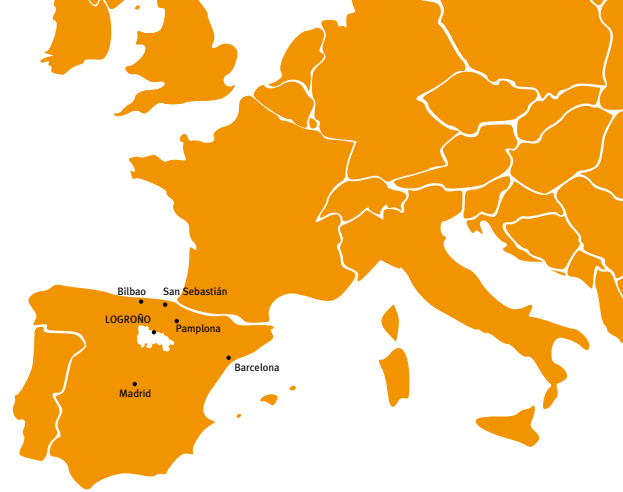 Bilbao
San Sebastián
LOGROÑO
Pamplona
Barcelona
Madrid